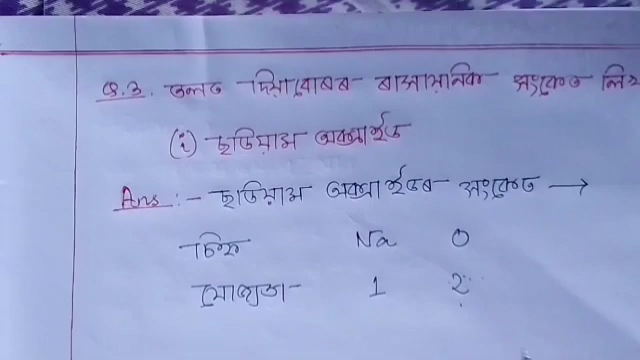 Q.3. তলত দিয়াবোৰৰ ৰাসায়নিক সংকেত লিখ
(i) ছডিয়াম অক্সাইড
Ans :- ছডিয়াম অক্সাইডৰ সংকেত →
চিহ্ন Na O
যোজ্যতা- 1 2